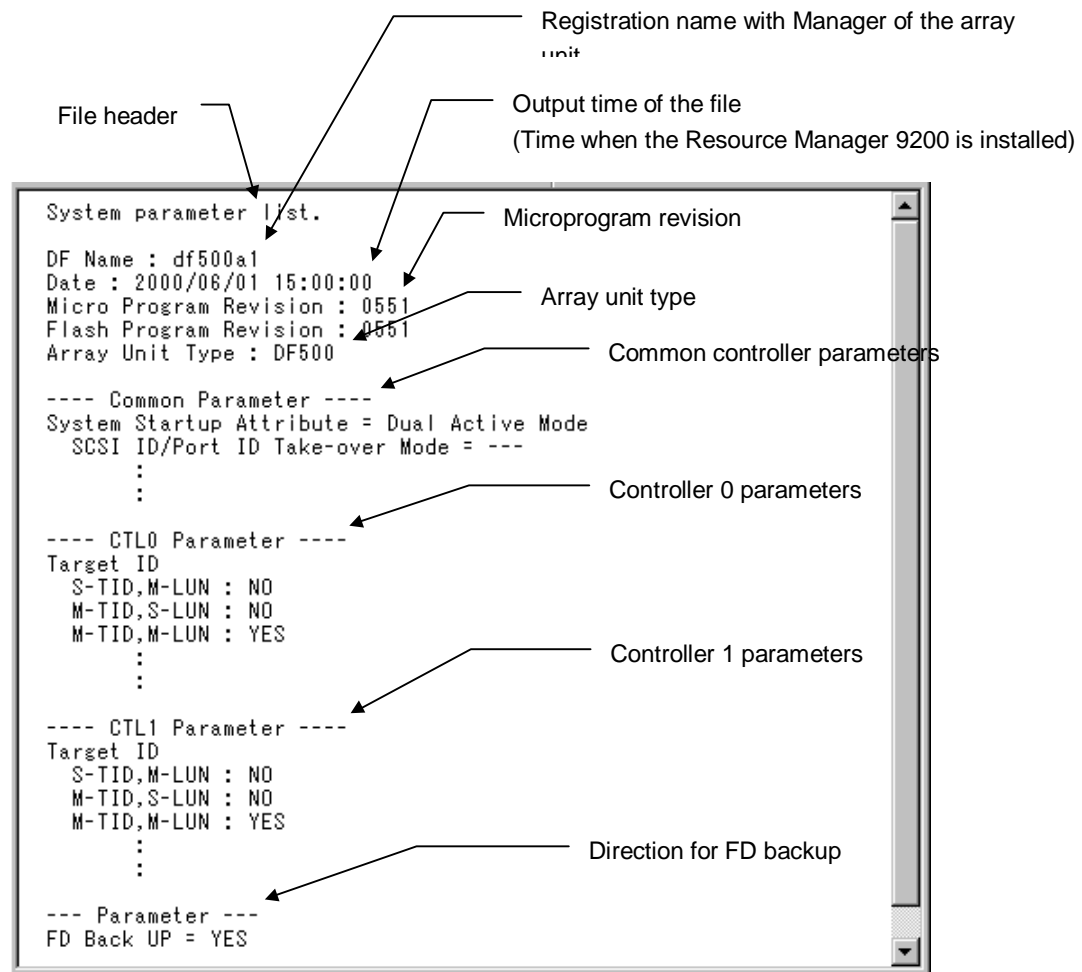 Registration name with Manager of the array
unit
File header
Output time of the file
(Time when the Resource Manager 9200 is installed)
System parameter list.
Microprogram revision
DF Name : df500a1
Date : 2000/06/01 15:00:00
Micro Program Revision : 0551
Flash Program Revision : 0551
Array Unit Type : DF500
Array unit type
Common controller parameters
---- Common Parameter ----
System Startup Attribute = Dual Active Mode
SCSI ID/Port ID Take-over Mode = ---
:
:
Controller 0 parameters
---- CTL0 Parameter ----
Target ID
S-TID,M-LUN : NO
M-TID,S-LUN : NO
M-TID,M-LUN : YES
:
:
Controller 1 parameters
---- CTL1 Parameter ----
Target ID
S-TID,M-LUN : NO
M-TID,S-LUN : NO
M-TID,M-LUN : YES
:
:
Direction for FD backup
--- Parameter ---
FD Back UP = YES